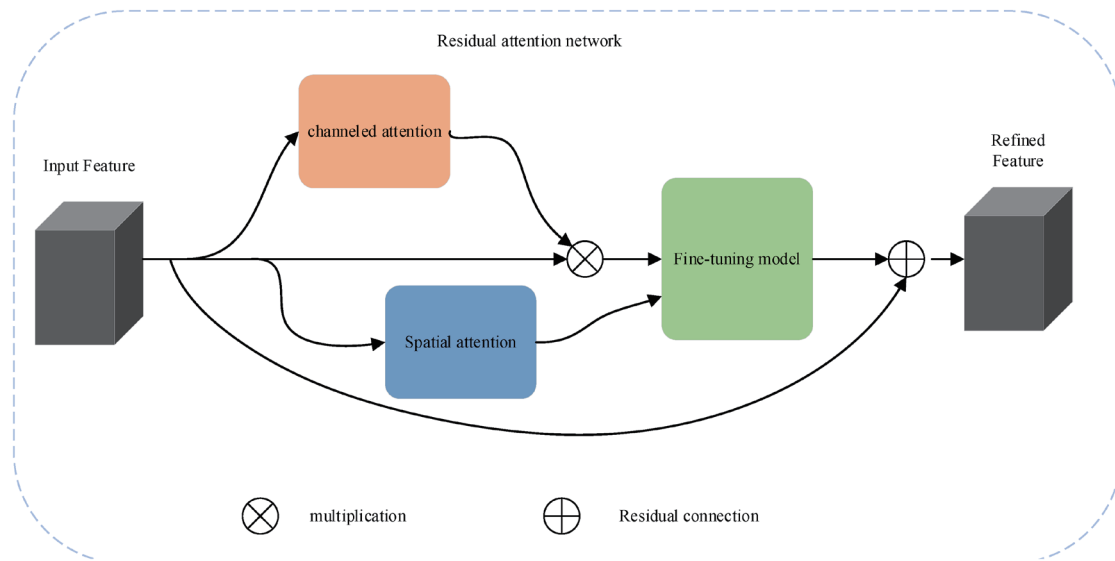 Residual attention network
channeled attention
Input Feature
Refined
Feature
Fine-tuning model
Spatial attention
multiplication
Residual connection